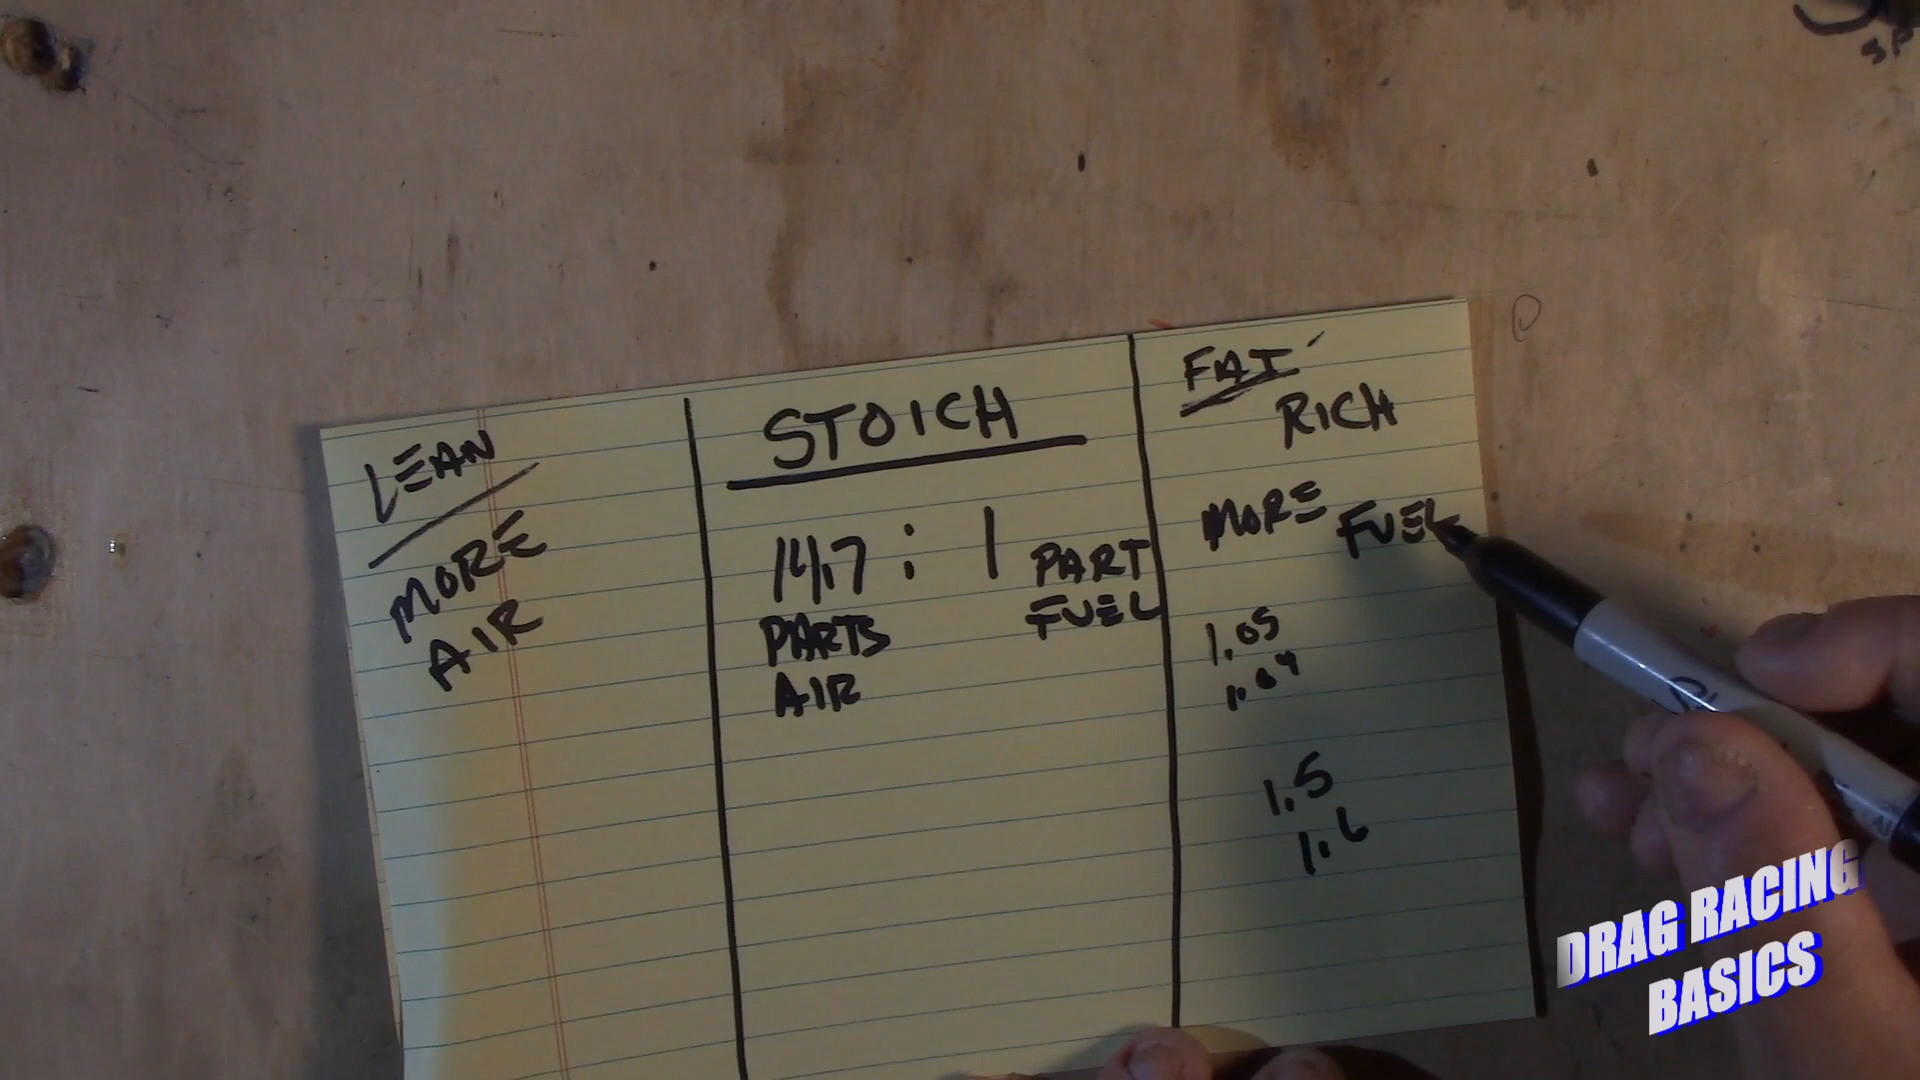 LEAN
MORE
AIR
STOICH
14.7 : 1
PART
FUEL
PARTS
AIR
FAT
RICH
MORE FUEL
1.05
1.04
1.5
1.6
DRAG RACING
BASICS